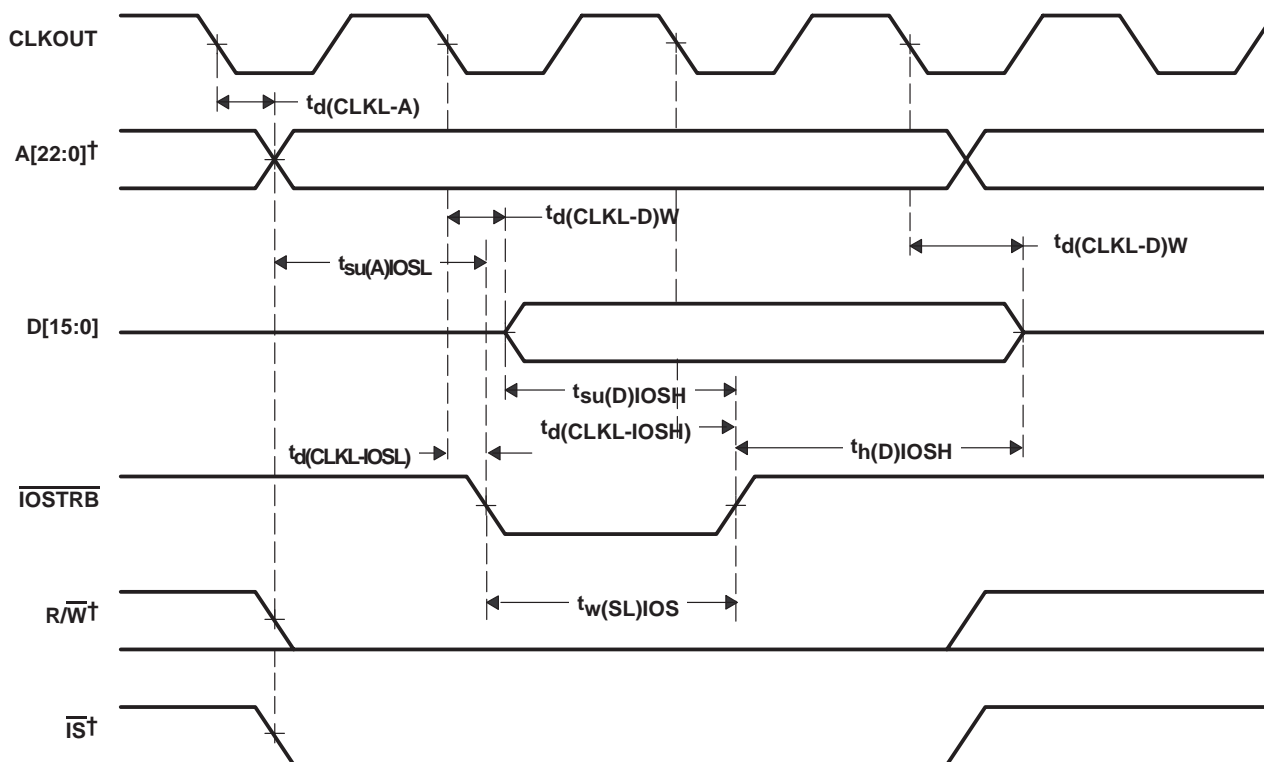 CLKOUT
td(CLKL-A)
A[22:0]†
td(CLKL-D)W
td(CLKL-D)W
tsu(A)IOSL
D[15:0]
tsu(D)IOSH
td(CLKL-IOSH)
td(CLKL-IOSL)
th(D)IOSH
IOSTRB
tw(SL)IOS
R/W†
IS†